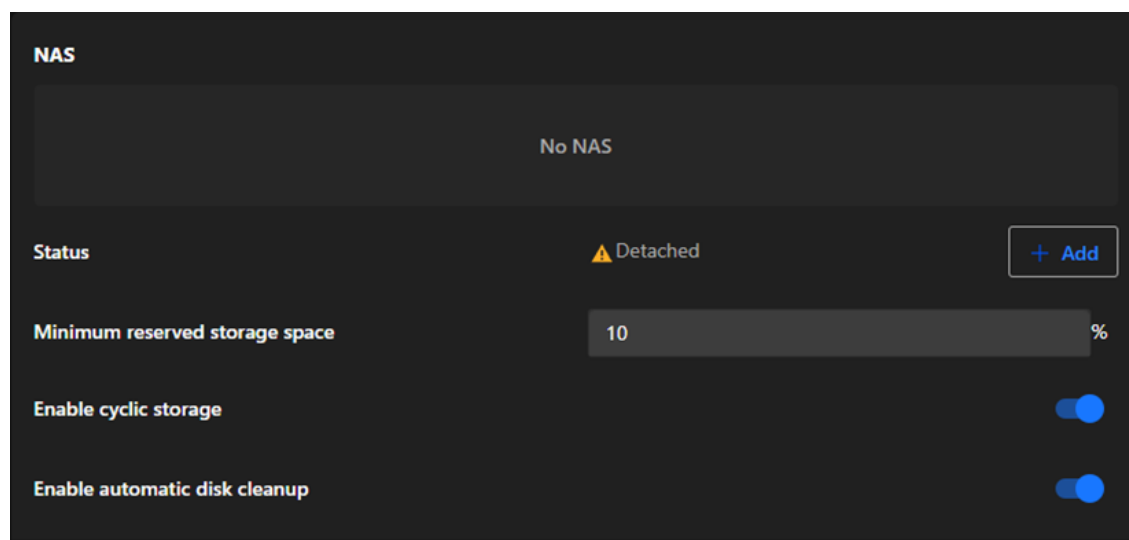 NAS
No NAS
Status Detached + Add
Minimum reserved storage space 10 %
Enable cyclic storage
Enable automatic disk cleanup